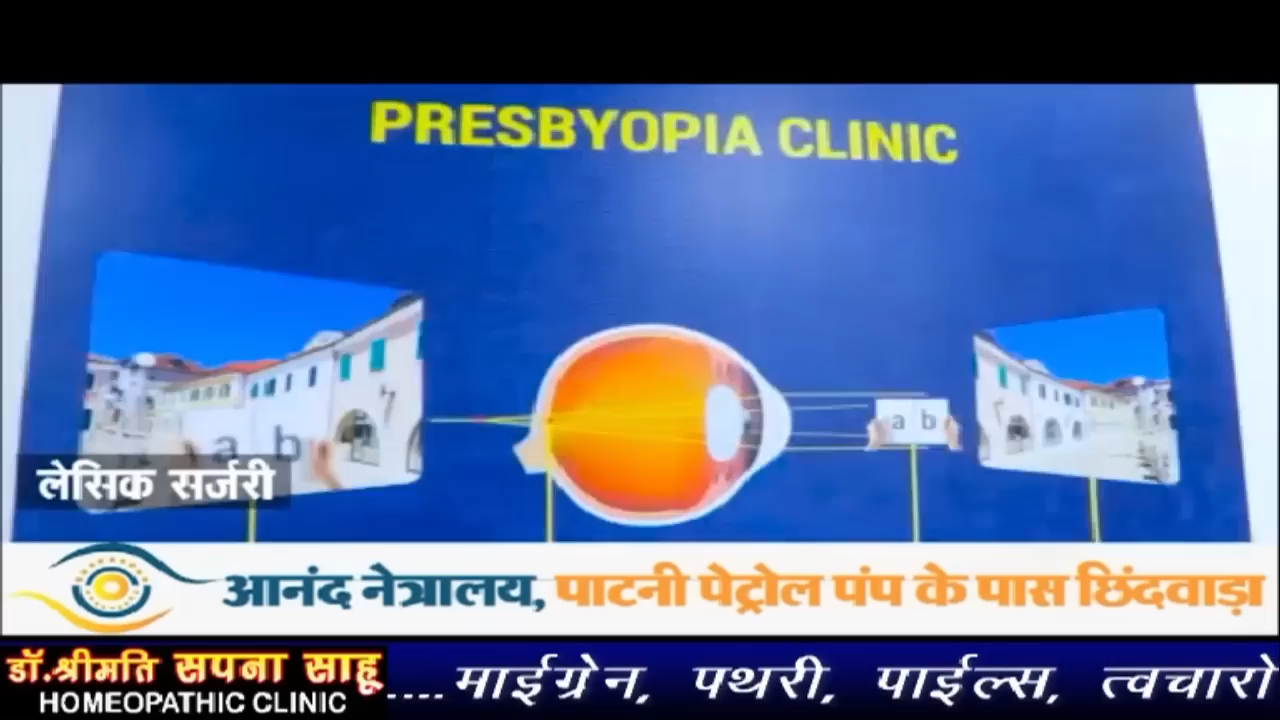 PRESBYOPIA CLINIC
a b
a b
लेसिक सर्जरी
आनंद नेत्रालय, पाटनी पेट्रोल पंप के पास छिंदवाड़ा
डॉ.श्रीमति सपना साहू
HOMEOPATHIC CLINIC
....माईग्रेन, पथरी, पाईल्स, त्वचारो